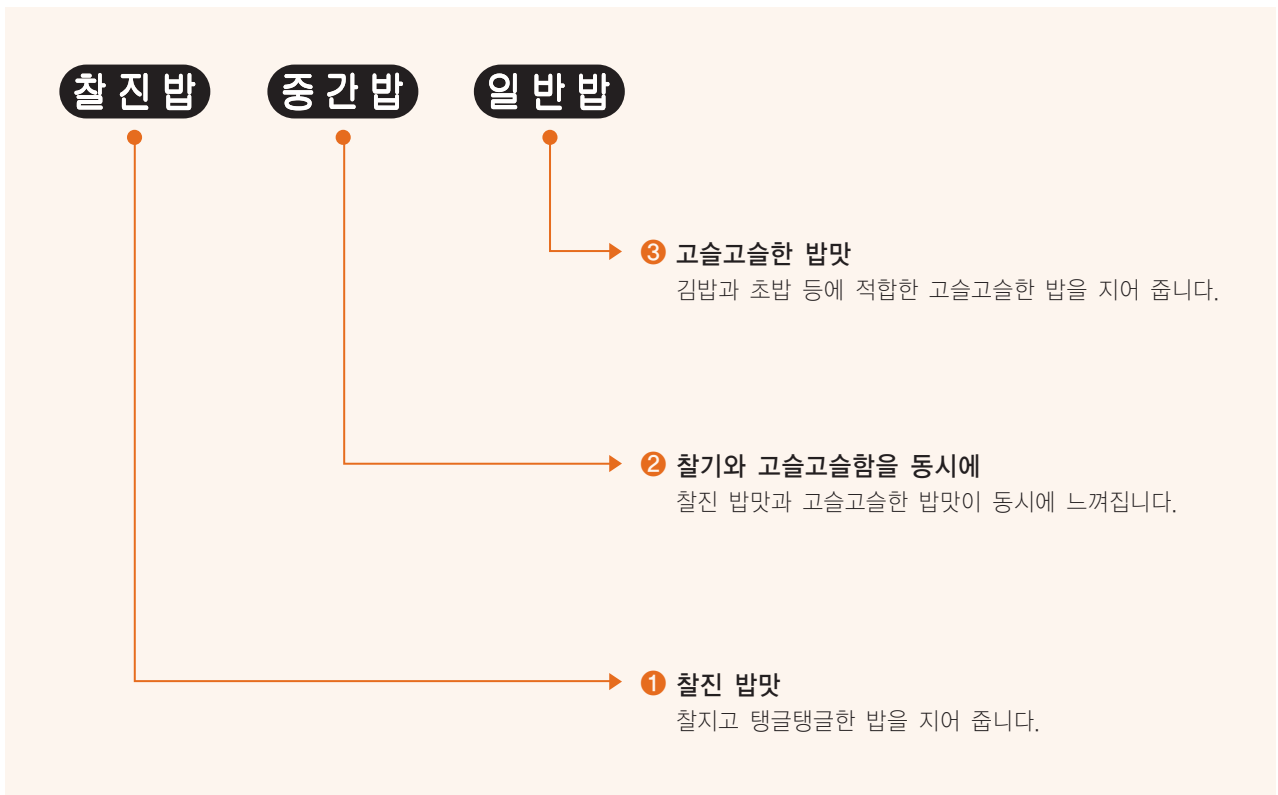 찰진밥 중간밥 일반밥
❸ 고슬고슬한 밥맛
김밥과 초밥 등에 적합한 고슬고슬한 밥을 지어 줍니다.
❷ 찰기와 고슬고슬함을 동시에
찰진 밥맛과 고슬고슬한 밥맛이 동시에 느껴집니다.
❶ 찰진 밥맛
찰지고 탱글탱글한 밥을 지어 줍니다.